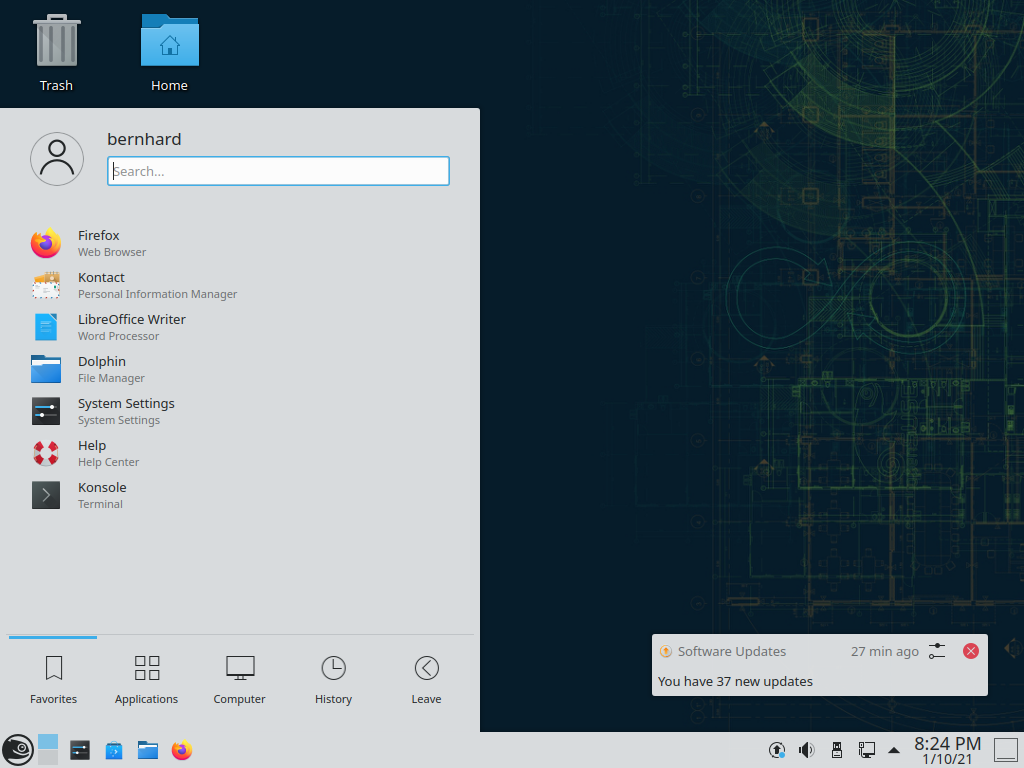 Trash
Home
bernhard
Search...
Firefox
Web Browser
Kontact
Personal Information Manager
LibreOffice Writer
Word Processor
Dolphin
File Manager
System Settings
System Settings
Help
Help Center
Konsole
Terminal
Software Updates 27 min ago
You have 37 new updates
Favorites
Applications
Computer
History
Leave
8:24 PM
1/10/21